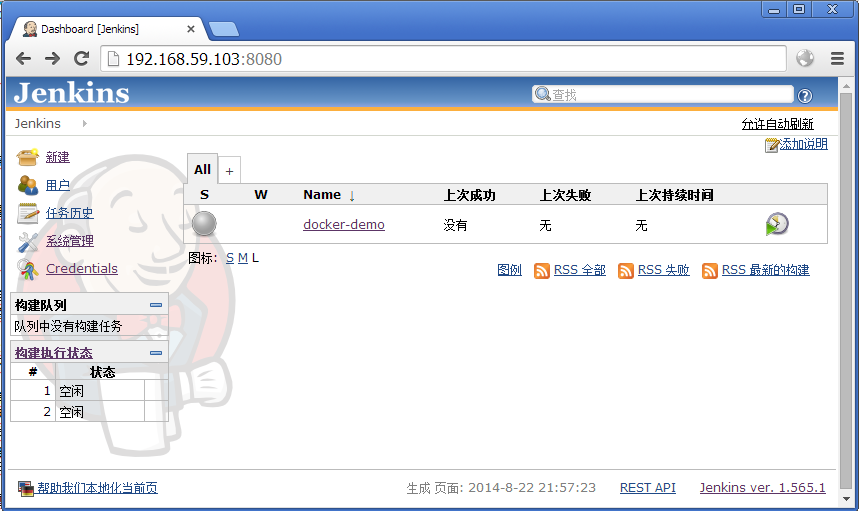 Dashboard [Jenkins]
192.168.59.103:8080
Jenkins
查找
Jenkins
允许自动刷新
添加说明
新建
用户
任务历史
系统管理
Credentials
All +
S W Name ↓ 上次成功 上次失败 上次持续时间
docker-demo 没有 无 无
图标: S M L
图例 RSS 全部 RSS 失败 RSS 最新的构建
构建队列
队列中没有构建任务
构建执行状态
# 状态
1 空闲
2 空闲
帮助我们本地化当前页 生成 页面: 2014-8-22 21:57:23 REST API Jenkins ver. 1.565.1